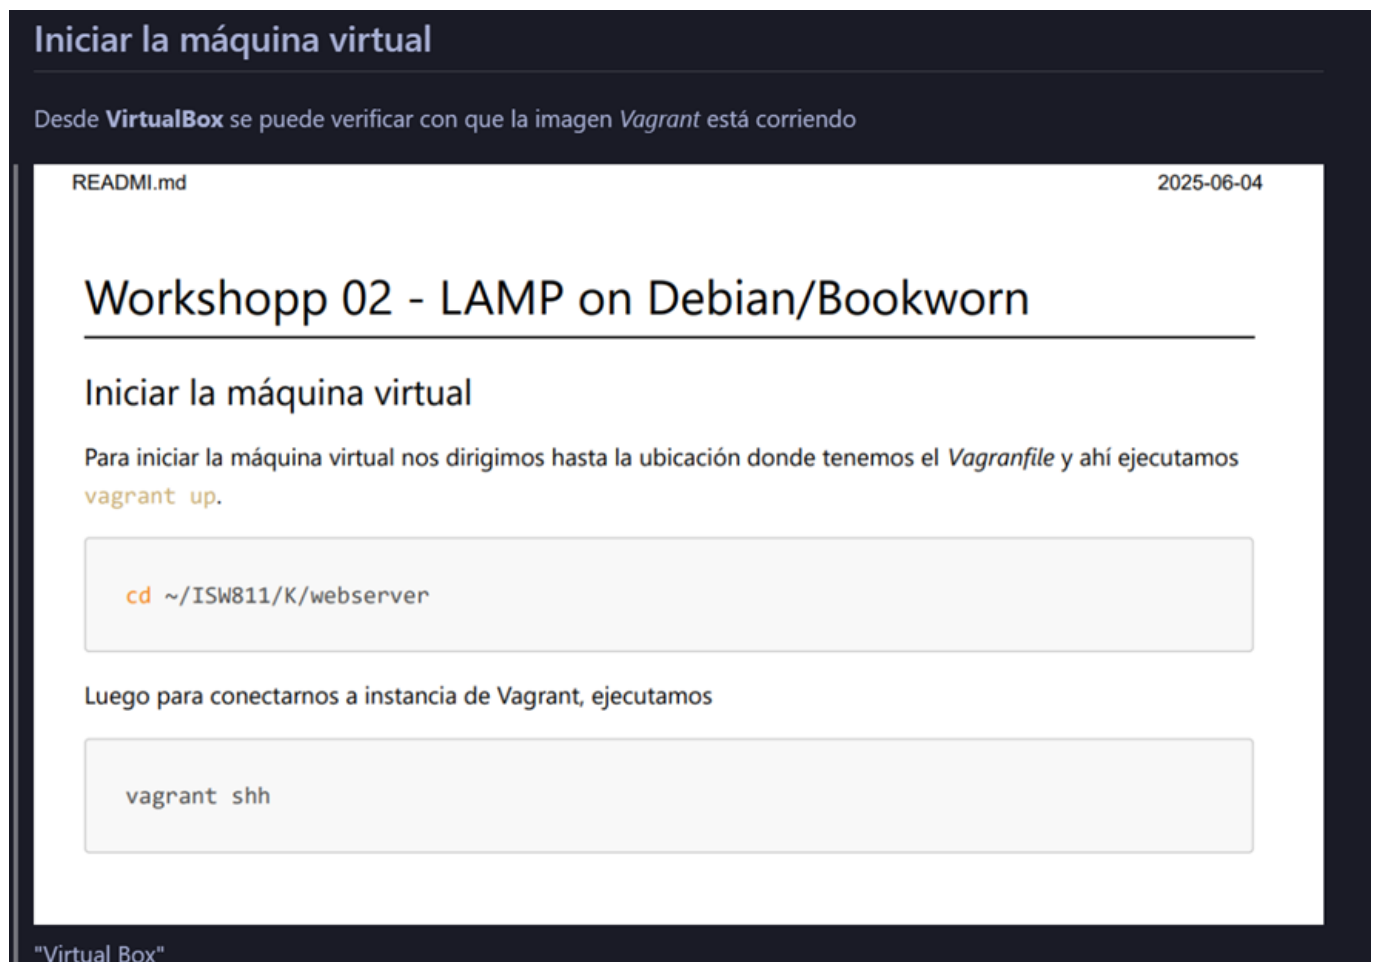 Iniciar la máquina virtual
Desde VirtualBox se puede verificar con que la imagen Vagrant está corriendo
READMI.md 2025-06-04
Workshopp 02 - LAMP on Debian/Bookworn
Iniciar la máquina virtual
Para iniciar la máquina virtual nos dirigimos hasta la ubicación donde tenemos el Vagranfile y ahí ejecutamos
vagrant up.
cd ~/ISW811/K/webserver
Luego para conectarnos a instancia de Vagrant, ejecutamos
vagrant shh
"Virtual Box"